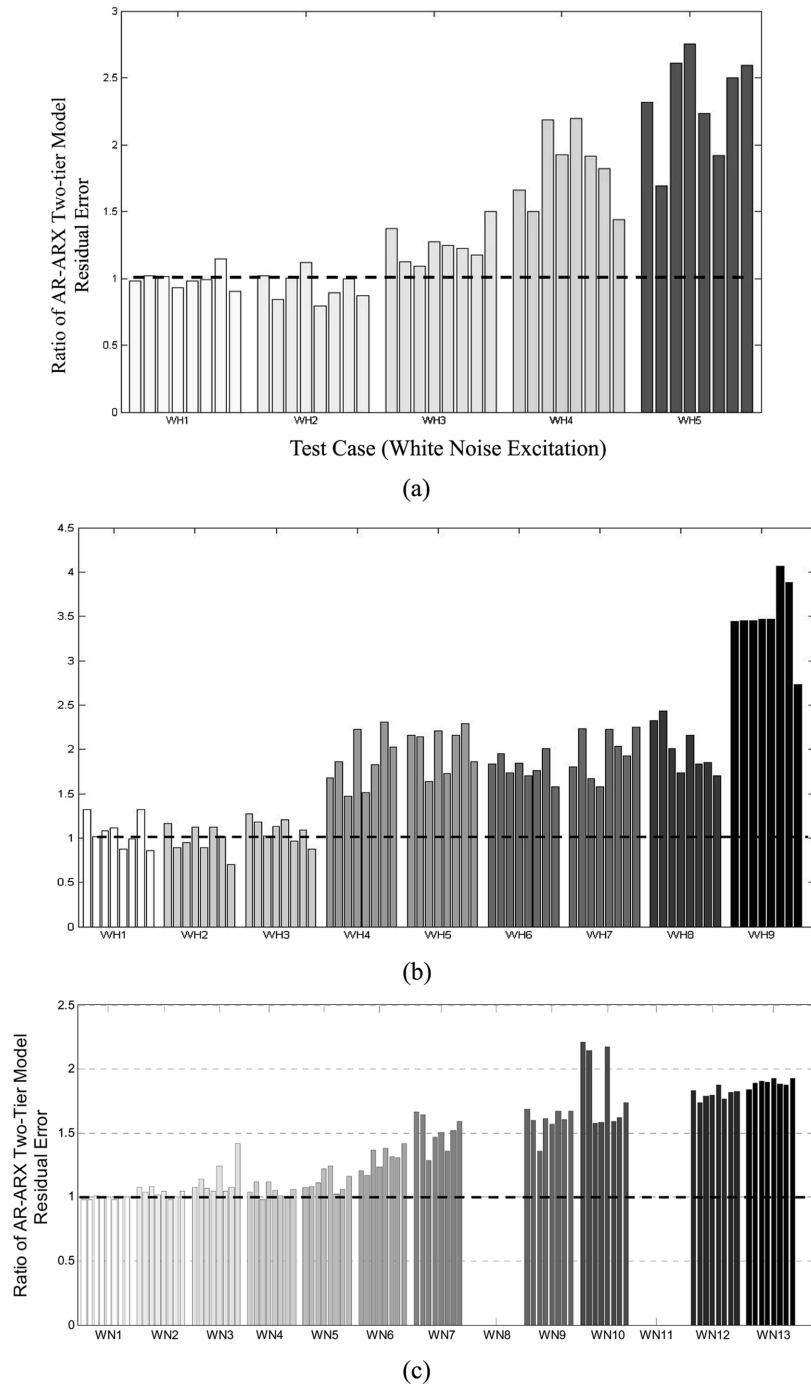 3
2.5
2
1.5
1
0.5
0
Ratio of AR-ARX Two-tier Model
Residual Error
WH1 WH2 WH3 WH4 WH5
Test Case (White Noise Excitation)
(a)
4.5
4
3.5
3
2.5
2
1.5
1
0.5
0
WH1 WH2 WH3 WH4 WH5 WH6 WH7 WH8 WH9
(b)
2.5
2
1.5
1
0.5
0
Ratio of AR-ARX Two-Tier Model
Residual Error
WN1 WN2 WN3 WN4 WN5 WN6 WN7 WN8 WN9 WN10 WN11 WN12 WN13
(c)